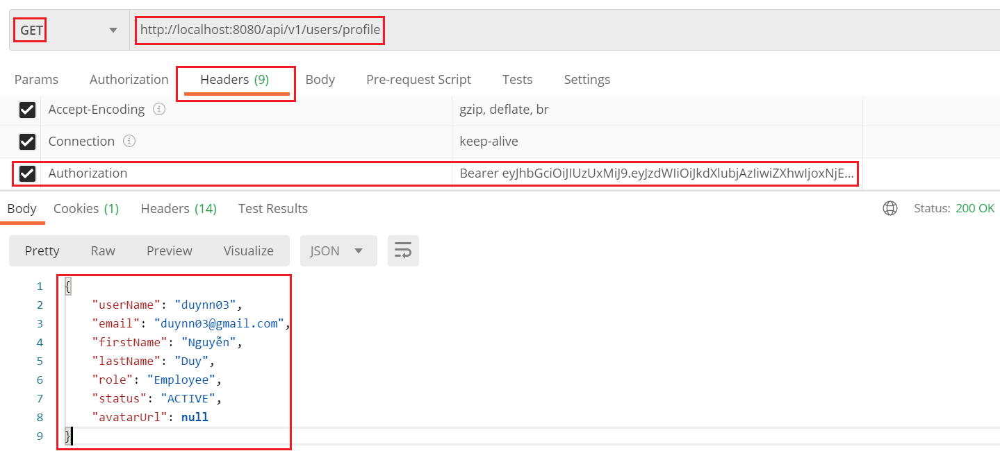 GET http://localhost:8080/api/v1/users/profile
Params Authorization Headers (9) Body Pre-request Script Tests Settings
Accept-Encoding gzip, deflate, br
Connection keep-alive
Authorization Bearer eyJhbGciOiJIUzUxMiJ9.eyJzdWIiOiJkdXlubjAzIiwiZXhwIjoxNjE...
Body Cookies (1) Headers (14) Test Results Status: 200 OK
Pretty Raw Preview Visualize JSON
1 {
2 "userName": "duynn03",
3 "email": "duynn03@gmail.com",
4 "firstName": "Nguyễn",
5 "lastName": "Duy",
6 "role": "Employee",
7 "status": "ACTIVE",
8 "avatarUrl": null
9 }